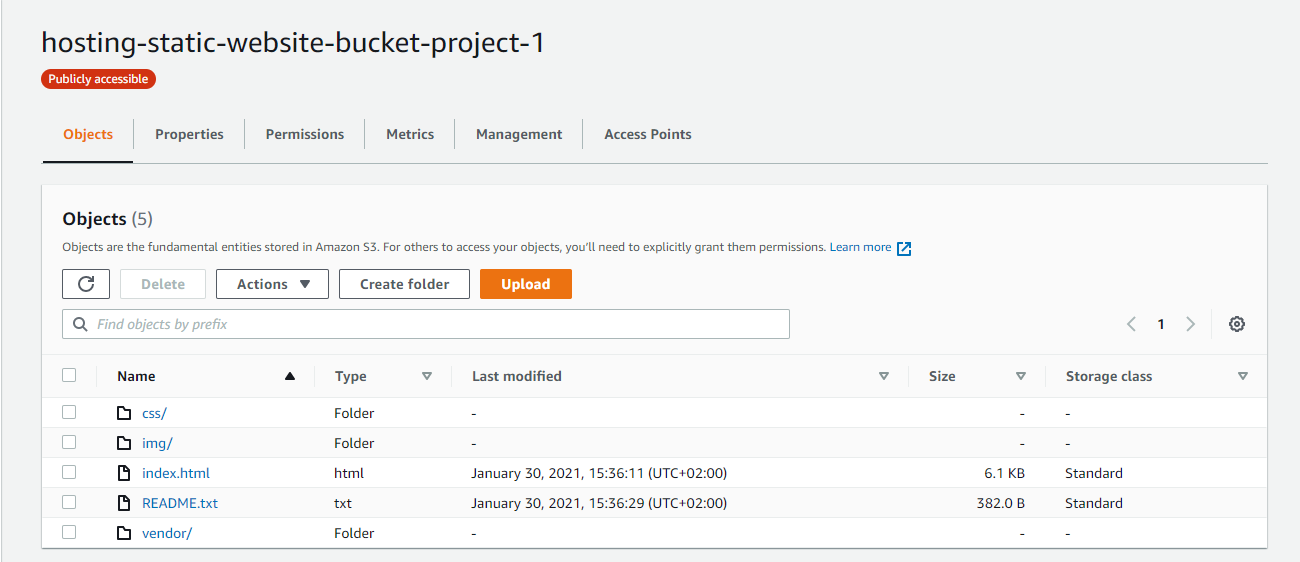 hosting-static-website-bucket-project-1
Publicly accessible
Objects Properties Permissions Metrics Management Access Points
Objects (5)
Objects are the fundamental entities stored in Amazon S3. For others to access your objects, you'll need to explicitly grant them permissions. Learn more
Delete Actions Create folder Upload
Find objects by prefix 1
Name Type Last modified Size Storage class
css/ Folder - - -
img/ Folder - - -
index.html html January 30, 2021, 15:36:11 (UTC+02:00) 6.1 KB Standard
README.txt txt January 30, 2021, 15:36:29 (UTC+02:00) 382.0 B Standard
vendor/ Folder - - -